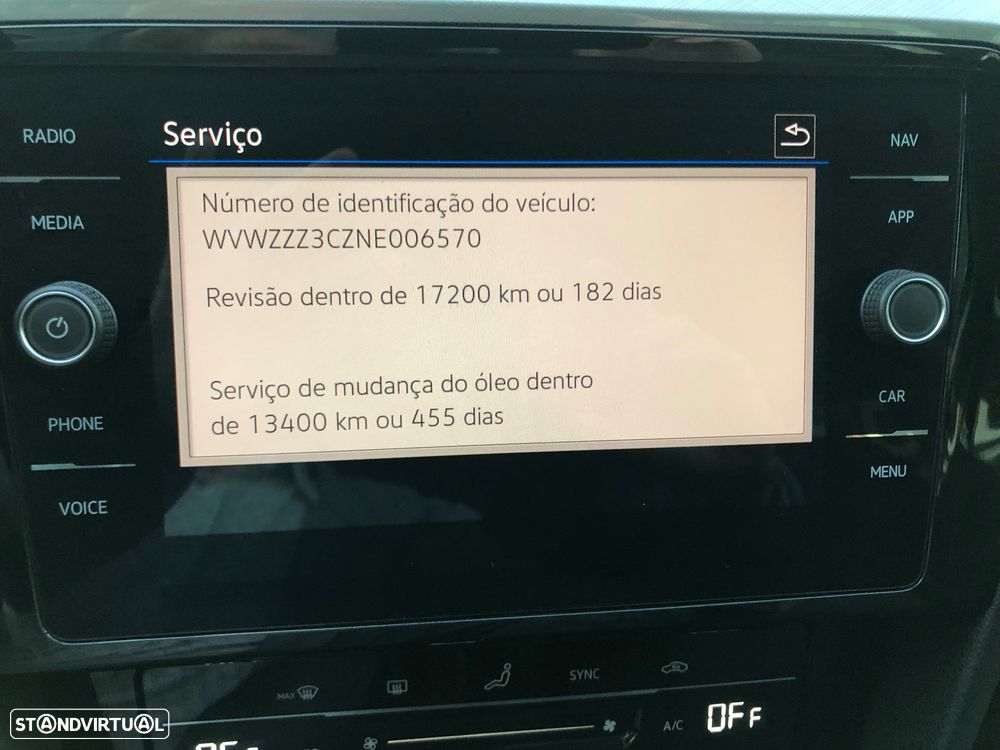 RADIO
Serviço
NAV
MEDIA
APP
Número de identificação do veículo:
WVWZZZ3CZNE006570
Revisão dentro de 17200 km ou 182 dias
Serviço de mudança do óleo dentro
de 13400 km ou 455 dias
PHONE
CAR
VOICE
MENU
MAX
SYNC
A/C
OFF
STANDVIRTUAL